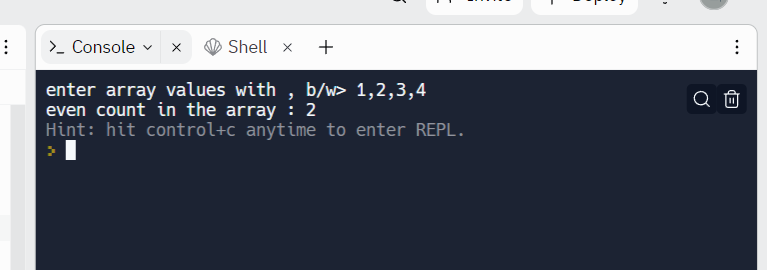 Console
Shell
enter array values with , b/w> 1,2,3,4
even count in the array : 2
Hint: hit control+c anytime to enter REPL.
>